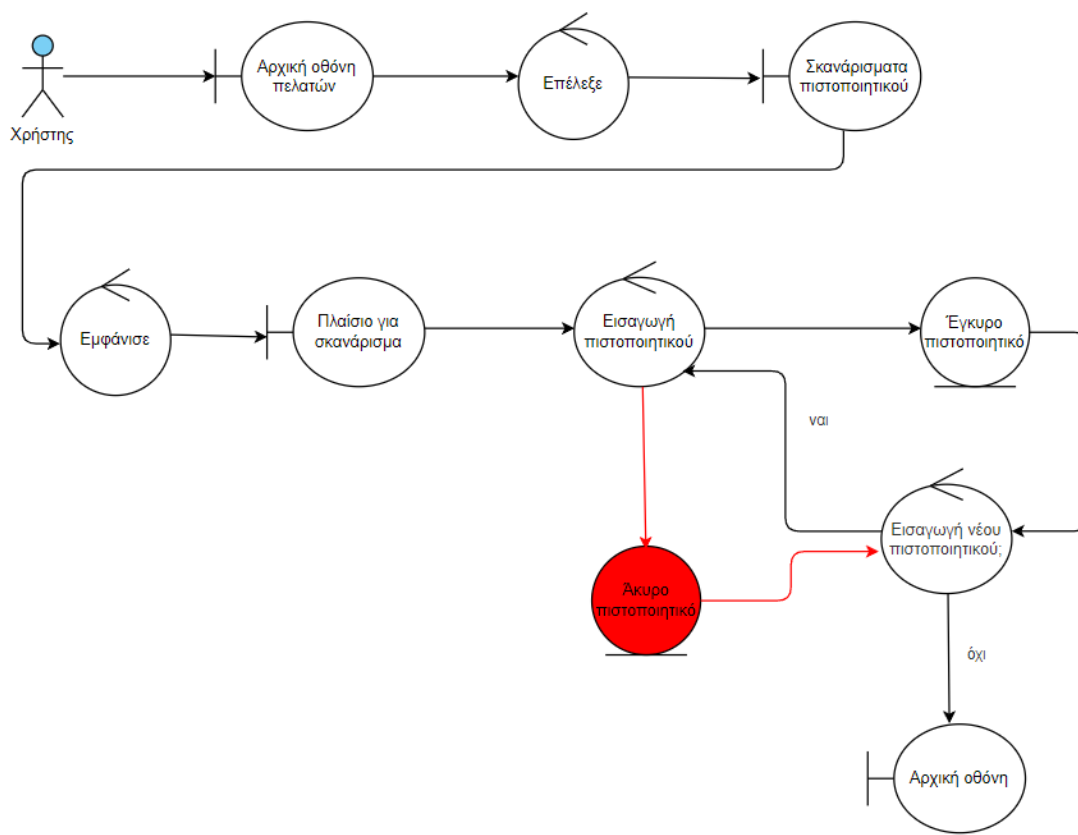 Χρήστης
Αρχική οθόνη
πελατών
Επέλεξε
Σκανάρισματα
πιστοποιητικού
Εμφάνισε
Πλαίσιο για
σκανάρισμα
Εισαγωγή
πιστοποιητικού
Έγκυρο
πιστοποιητικό
ναι
Εισαγωγή νέου
πιστοποιητικού;
Άκυρο
πιστοποιητικό
όχι
Αρχική οθόνη